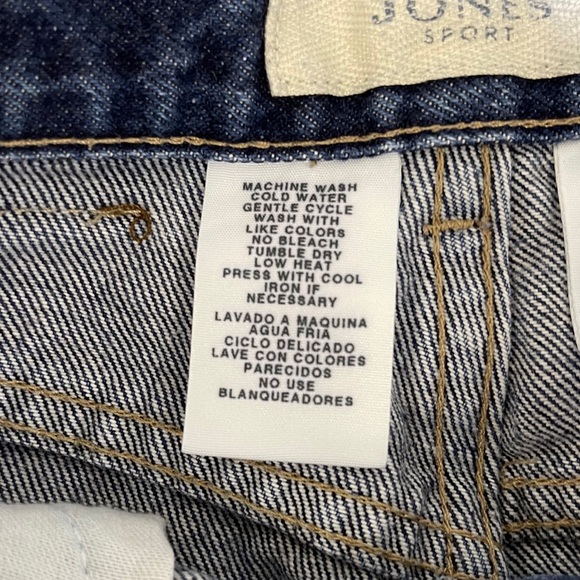 JONES
SPORT
MACHINE WASH
COLD WATER
GENTLE CYCLE
WASH WITH
LIKE COLORS
NO BLEACH
TUMBLE DRY
LOW HEAT
PRESS WITH COOL
IRON IF
NECESSARY
LAVADO A MAQUINA
AGUA FRIA
CICLO DELICADO
LAVE CON COLORES
PARECIDOS
NO USE
BLANQUEADORES